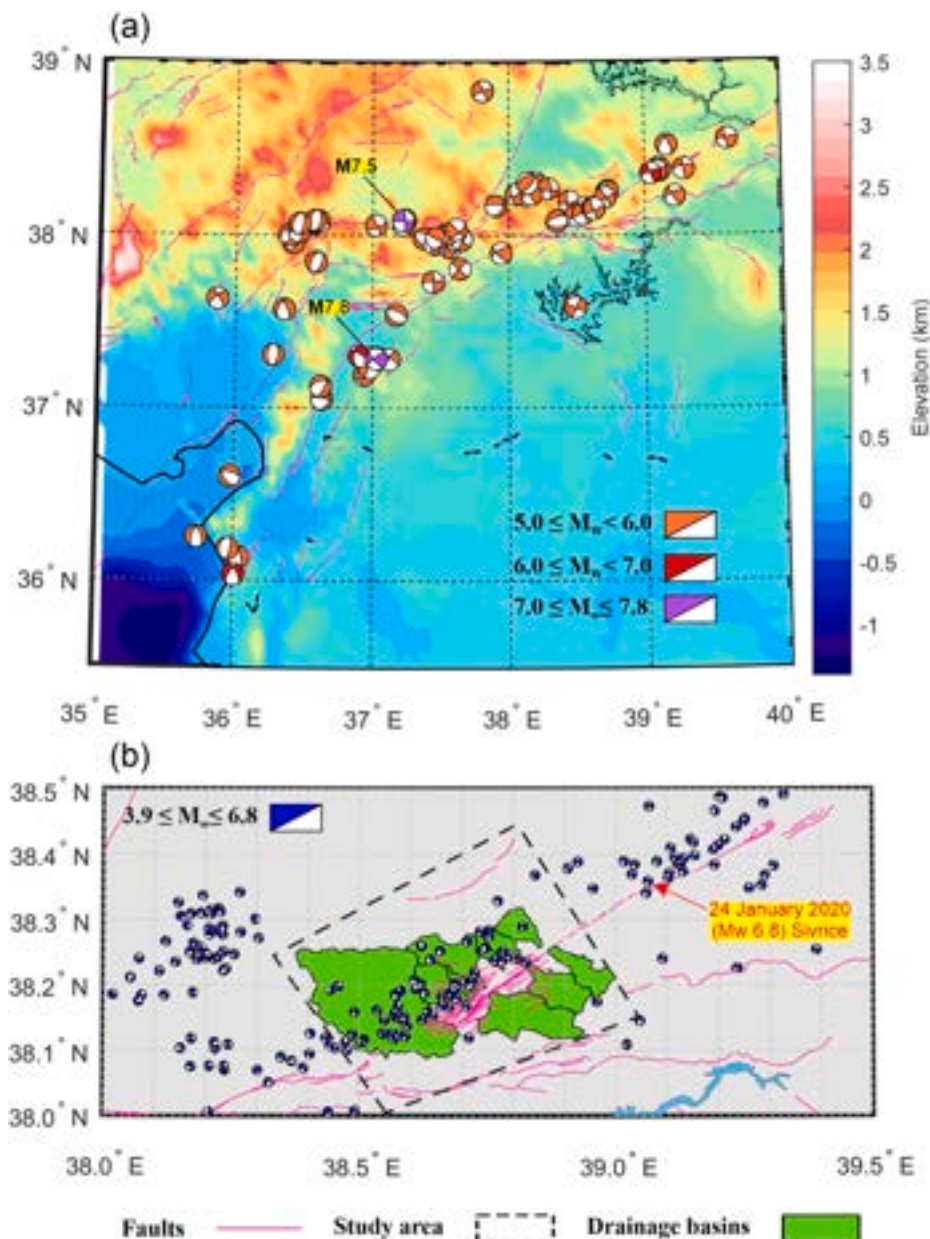 (a)
39° N
38° N
37° N
36° N
M7.5
M7.8
5.0 ≤ Mw < 6.0
6.0 ≤ Mw < 7.0
7.0 ≤ Mw ≤ 7.8
35° E
36° E
37° E
38° E
39° E
40° E
3.5
3
2.5
2
1.5
1
0.5
0
-0.5
-1
Elevation (km)
(b)
38.5° N
38.4° N
38.3° N
38.2° N
38.1° N
38.0° N
3.9 ≤ Mw ≤ 6.8
24 January 2020
(Mw 6.8) Sivrice
38.0° E
38.5° E
39.0° E
39.5° E
Faults Study area Drainage basins